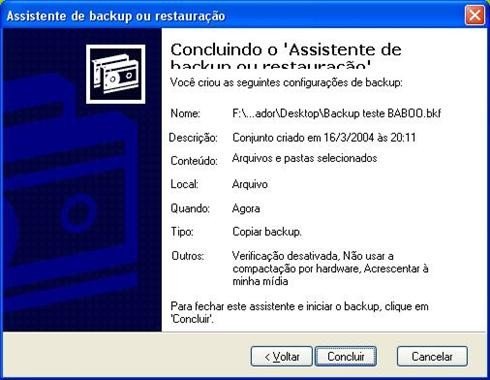 Assistente de backup ou restauração
Concluindo o 'Assistente de
backup ou restauração'
Você criou as seguintes configurações de backup:
Nome: F:\...ador\Desktop\Backup teste BABOO.bkf
Descrição: Conjunto criado em 16/3/2004 às 20:11
Conteúdo: Arquivos e pastas selecionados
Local: Arquivo
Quando: Agora
Tipo: Copiar backup.
Outros: Verificação desativada, Não usar a
compactação por hardware, Acrescentar à
minha mídia
Para fechar este assistente e iniciar o backup, clique em
'Concluir'.
< Voltar Concluir Cancelar